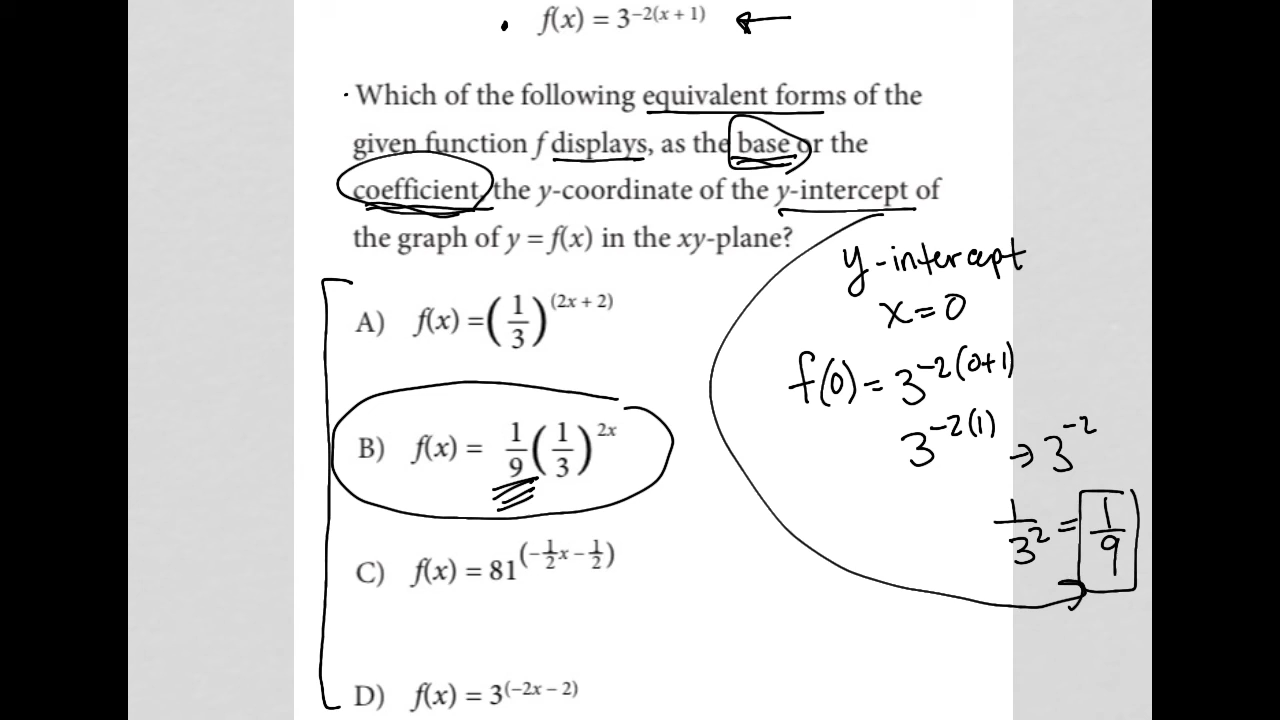 • f(x) = 3^{−2(x + 1)} ←
· Which of the following equivalent forms of the
given function f displays, as the base or the
coefficient, the y-coordinate of the y-intercept of
the graph of y = f(x) in the xy-plane?
A) f(x) = (1/3)^{(2x + 2)}
B) f(x) = 1/9 (1/3)^{2x}
C) f(x) = 81^{(−1/2 x − 1/2)}
D) f(x) = 3^{(−2x − 2)}
y-intercept
x = 0
f(0) = 3^{−2(0+1)}
3^{−2(1)} → 3^{−2}
1/3^2 = 1/9